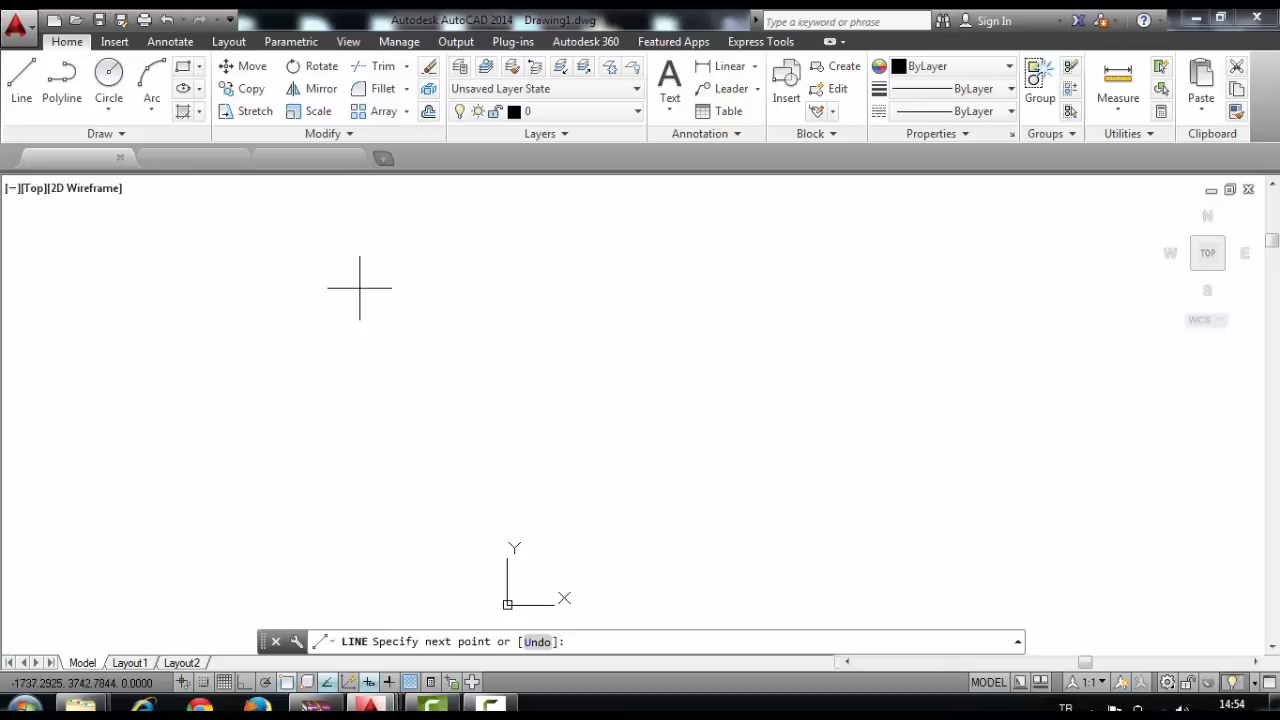 Autodesk AutoCAD 2014 Drawing1.dwg
Type a keyword or phrase
Sign In
Home Insert Annotate Layout Parametric View Manage Output Plug-ins Autodesk 360 Featured Apps Express Tools
Line Polyline Circle Arc
Draw
Move Rotate Trim
Copy Mirror Fillet
Stretch Scale Array
Modify
Unsaved Layer State
0
Layers
Text
Linear
Leader
Table
Annotation
Insert
Create
Edit
Block
ByLayer
ByLayer
ByLayer
Properties
Group
Groups
Measure
Utilities
Paste
Clipboard
[−][Top][2D Wireframe]
N
W TOP E
S
WCS
Y
X
LINE Specify next point or [Undo]:
Model Layout1 Layout2
-1737.2925, 3742.7844, 0.0000
MODEL
1:1
TR
14:54